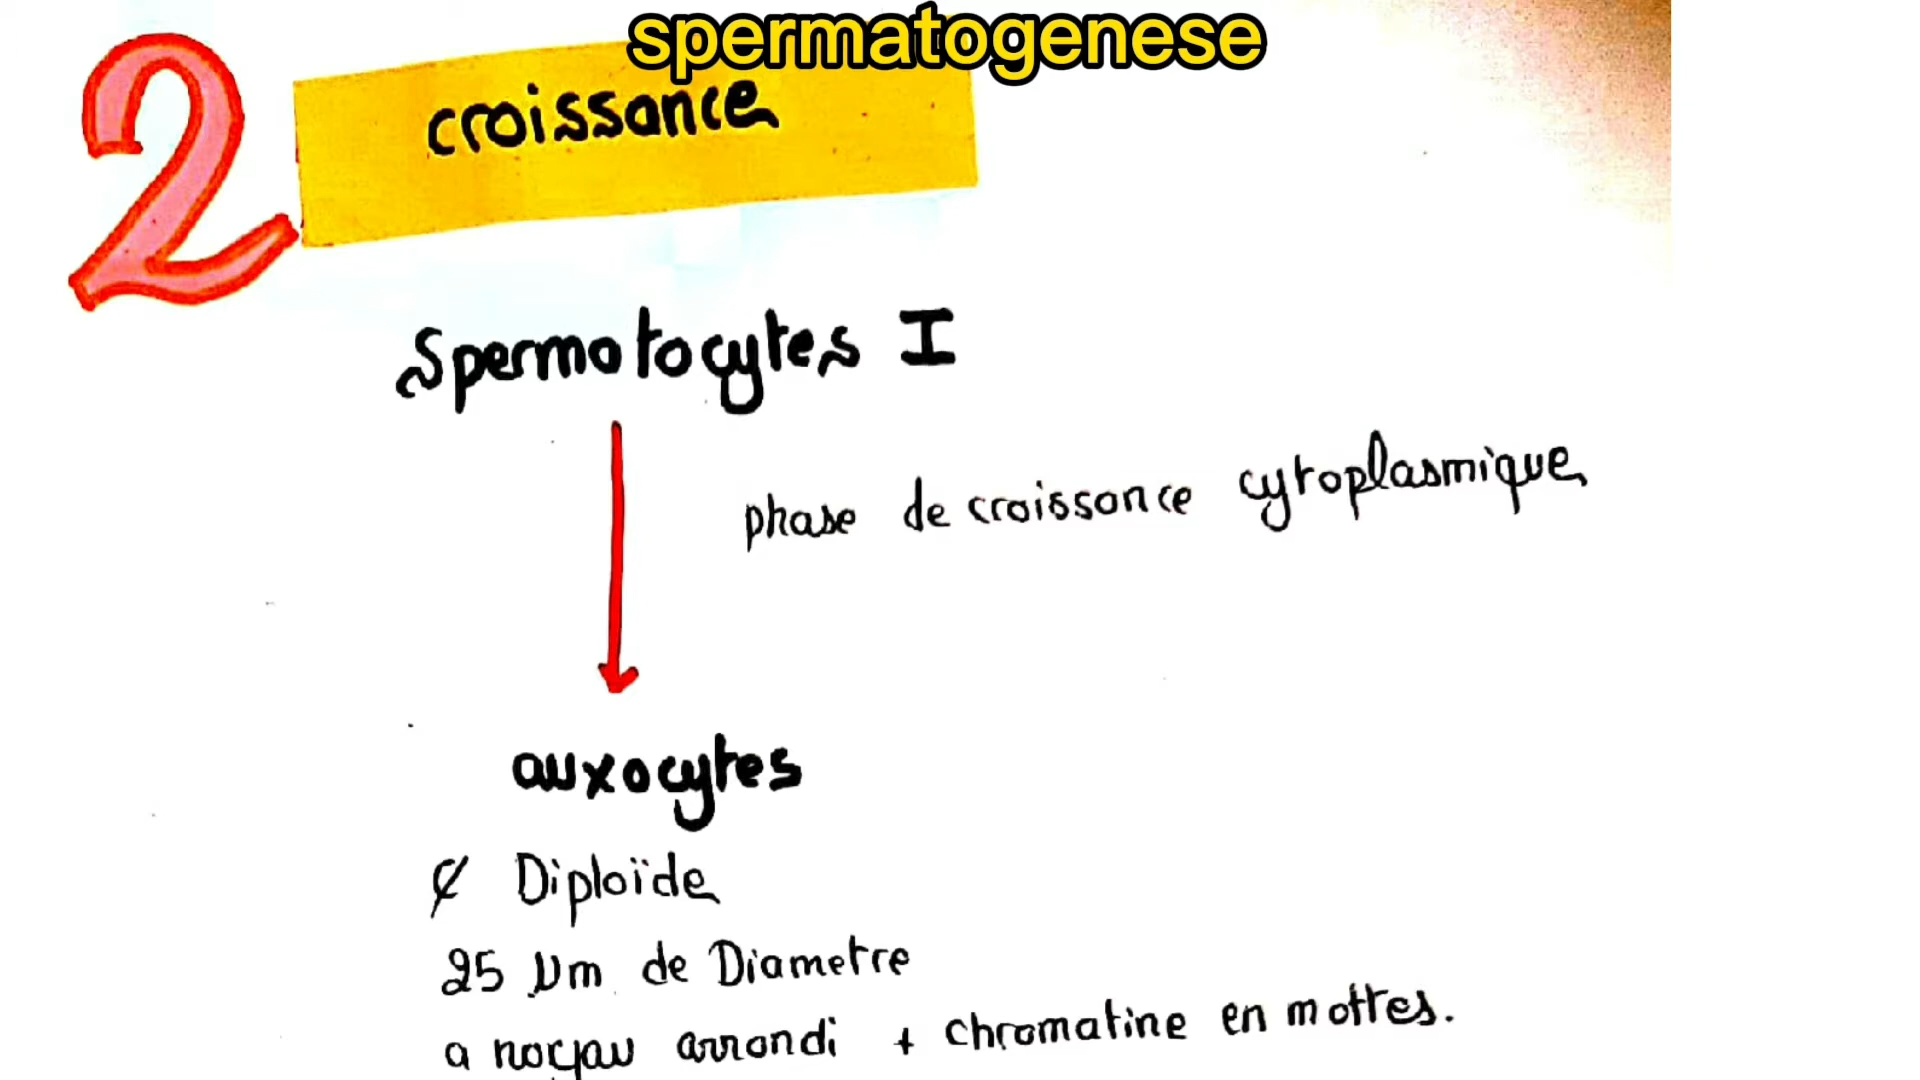 spermatogenese
2 croissance
Spermatocytes I
phase de croissance cytoplasmique
auxocytes
¢ Diploïde
25 µm de Diametre
a noyau arrondi + chromatine en mottes.